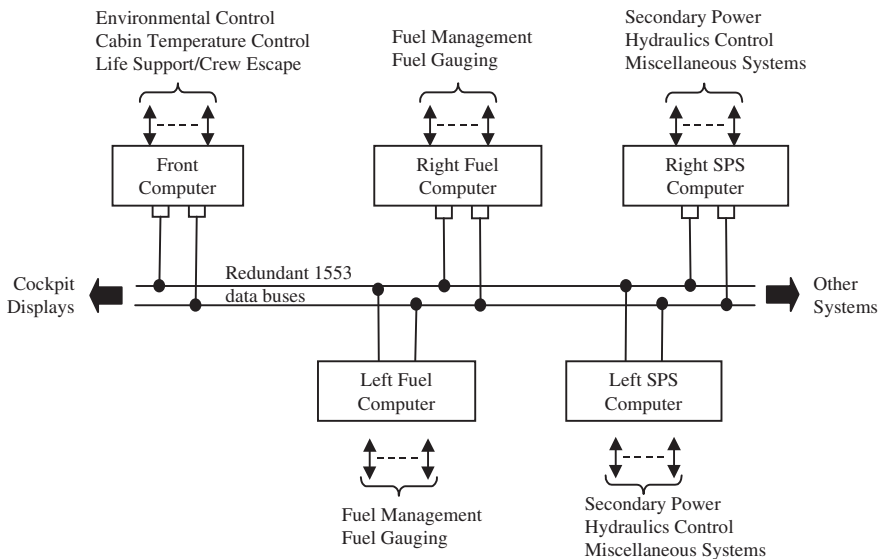 Environmental Control
Cabin Temperature Control
Life Support/Crew Escape
Fuel Management
Fuel Gauging
Secondary Power
Hydraulics Control
Miscellaneous Systems
Front
Computer
Right Fuel
Computer
Right SPS
Computer
Cockpit
Displays
Redundant 1553
data buses
Other
Systems
Left Fuel
Computer
Left SPS
Computer
Fuel Management
Fuel Gauging
Secondary Power
Hydraulics Control
Miscellaneous Systems